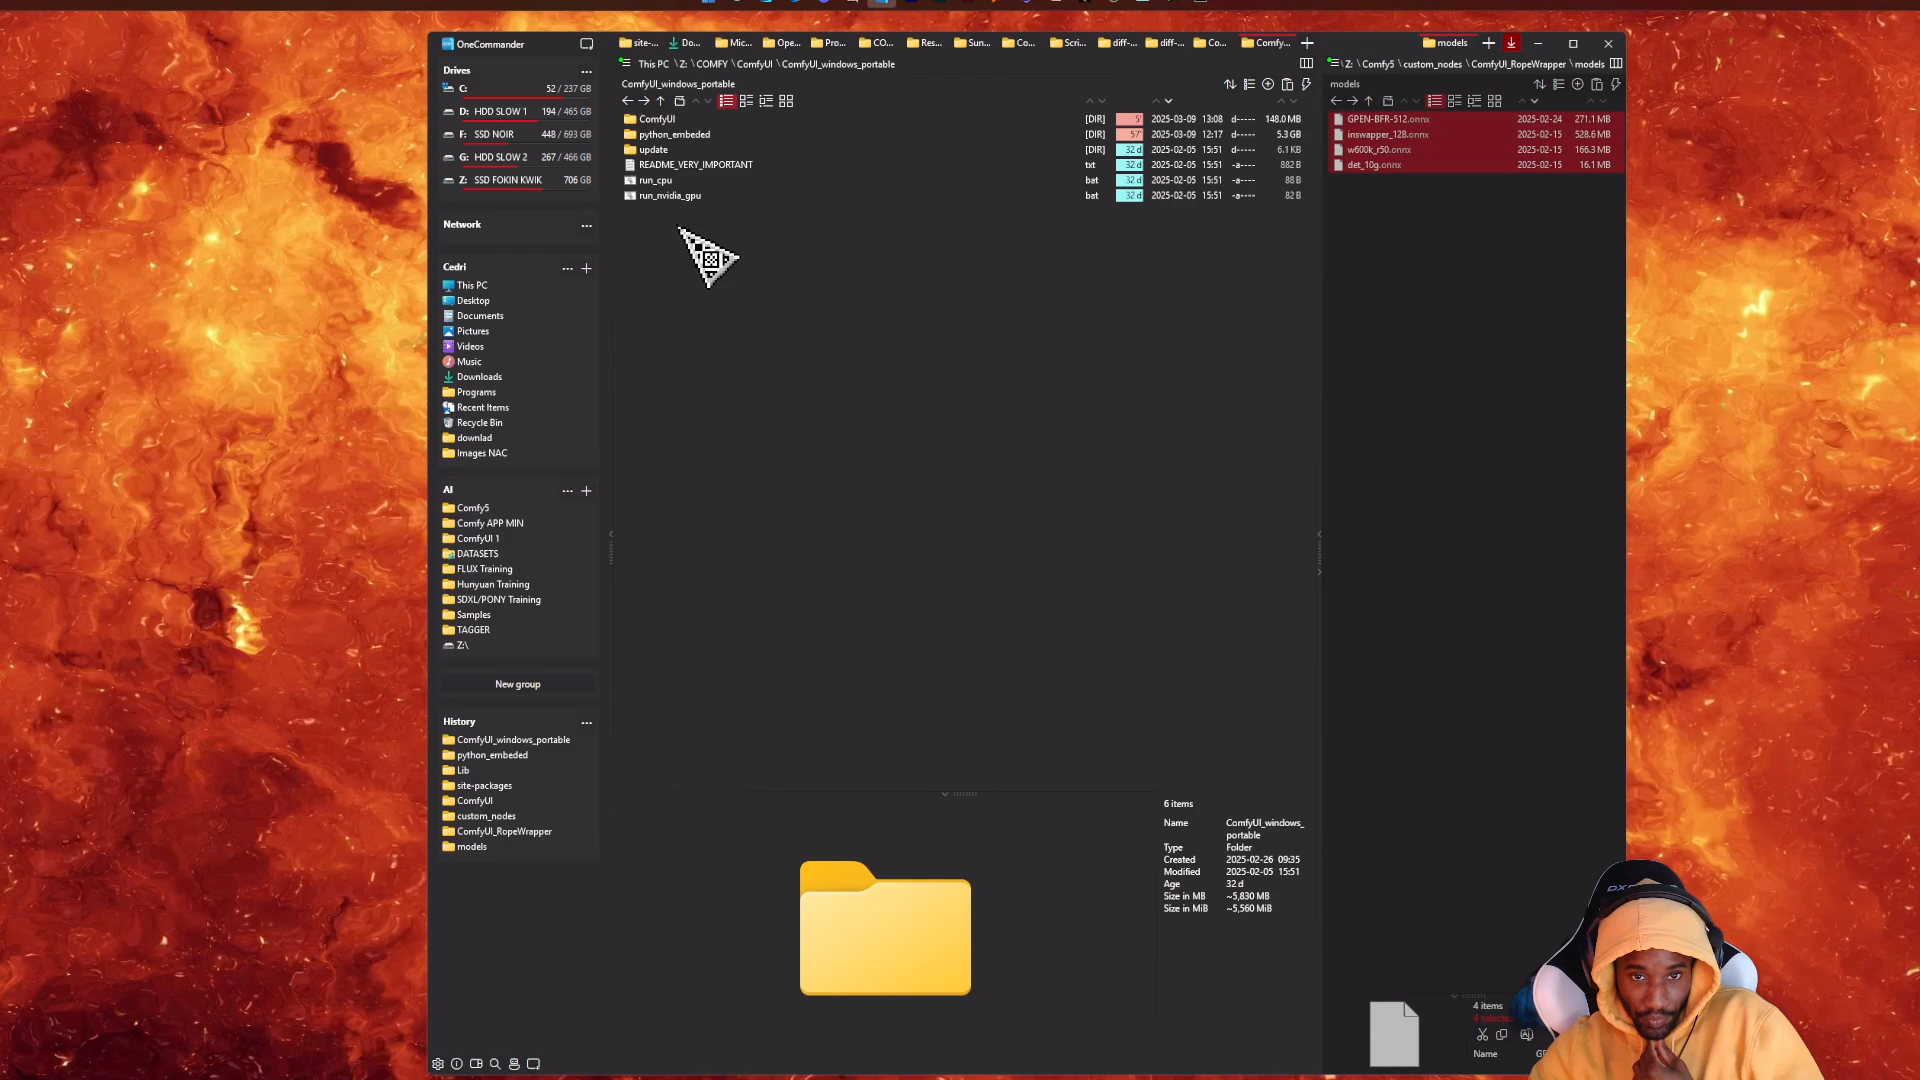 OneCommander
Drives
C: 52 / 237 GB
D: HDD SLOW 1 194 / 465 GB
F: SSD NOIR 448 / 693 GB
G: HDD SLOW 2 267 / 466 GB
Z: SSD FOKIN KWIK 706 GB
Network
Cedri
This PC
Desktop
Documents
Pictures
Videos
Music
Downloads
Programs
Recent Items
Recycle Bin
downlad
Images NAC
AI
Comfy5
Comfy APP MIN
ComfyUI 1
DATASETS
FLUX Training
Hunyuan Training
SDXL/PONY Training
Samples
TAGGER
Z:\
New group
History
ComfyUI_windows_portable
python_embeded
Lib
site-packages
ComfyUI
custom_nodes
ComfyUI_RopeWrapper
models
site-... Do... Mic... Ope... Pro... CO... Res... Sun... Co... Scri... diff-... diff-... Co... Comfy...
This PC \Z: \COMFY \ComfyUI \ComfyUI_windows_portable
ComfyUI_windows_portable
ComfyUI [DIR] 5' 2025-03-09 13:08 d----- 148.0 MB
python_embeded [DIR] 57' 2025-03-09 12:17 d----- 5.3 GB
update [DIR] 32 d 2025-02-05 15:51 d----- 6.1 KB
README_VERY_IMPORTANT txt 32 d 2025-02-05 15:51 -a---- 882 B
run_cpu bat 32 d 2025-02-05 15:51 -a---- 88 B
run_nvidia_gpu bat 32 d 2025-02-05 15:51 -a---- 82 B
6 items
Name ComfyUI_windows_
portable
Type Folder
Created 2025-02-26 09:35
Modified 2025-02-05 15:51
Age 32 d
Size in MB ~5,830 MB
Size in MiB ~5,560 MiB
models
\ Z: \ Comfy5 \ custom_nodes \ ComfyUI_RopeWrapper \ models
models
GPEN-BFR-512.onnx 2025-02-24 271.1 MB
inswapper_128.onnx 2025-02-15 528.6 MB
w600k_r50.onnx 2025-02-15 166.3 MB
det_10g.onnx 2025-02-15 16.1 MB
4 items
Name